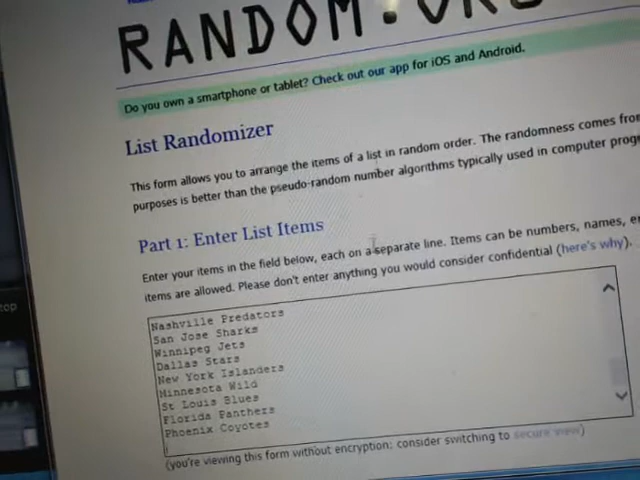 RANDOM.ORG
Do you own a smartphone or tablet? Check out our app for iOS and Android.
List Randomizer
This form allows you to arrange the items of a list in random order. The randomness comes from
purposes is better than the pseudo-random number algorithms typically used in computer prog
Part 1: Enter List Items
Enter your items in the field below, each on a separate line. Items can be numbers, names, e
items are allowed. Please don't enter anything you would consider confidential (here's why).
Nashville Predators
San Jose Sharks
Winnipeg Jets
Dallas Stars
New York Islanders
Minnesota Wild
St Louis Blues
Florida Panthers
Phoenix Coyotes
(you're viewing this form without encryption: consider switching to secure view)
top